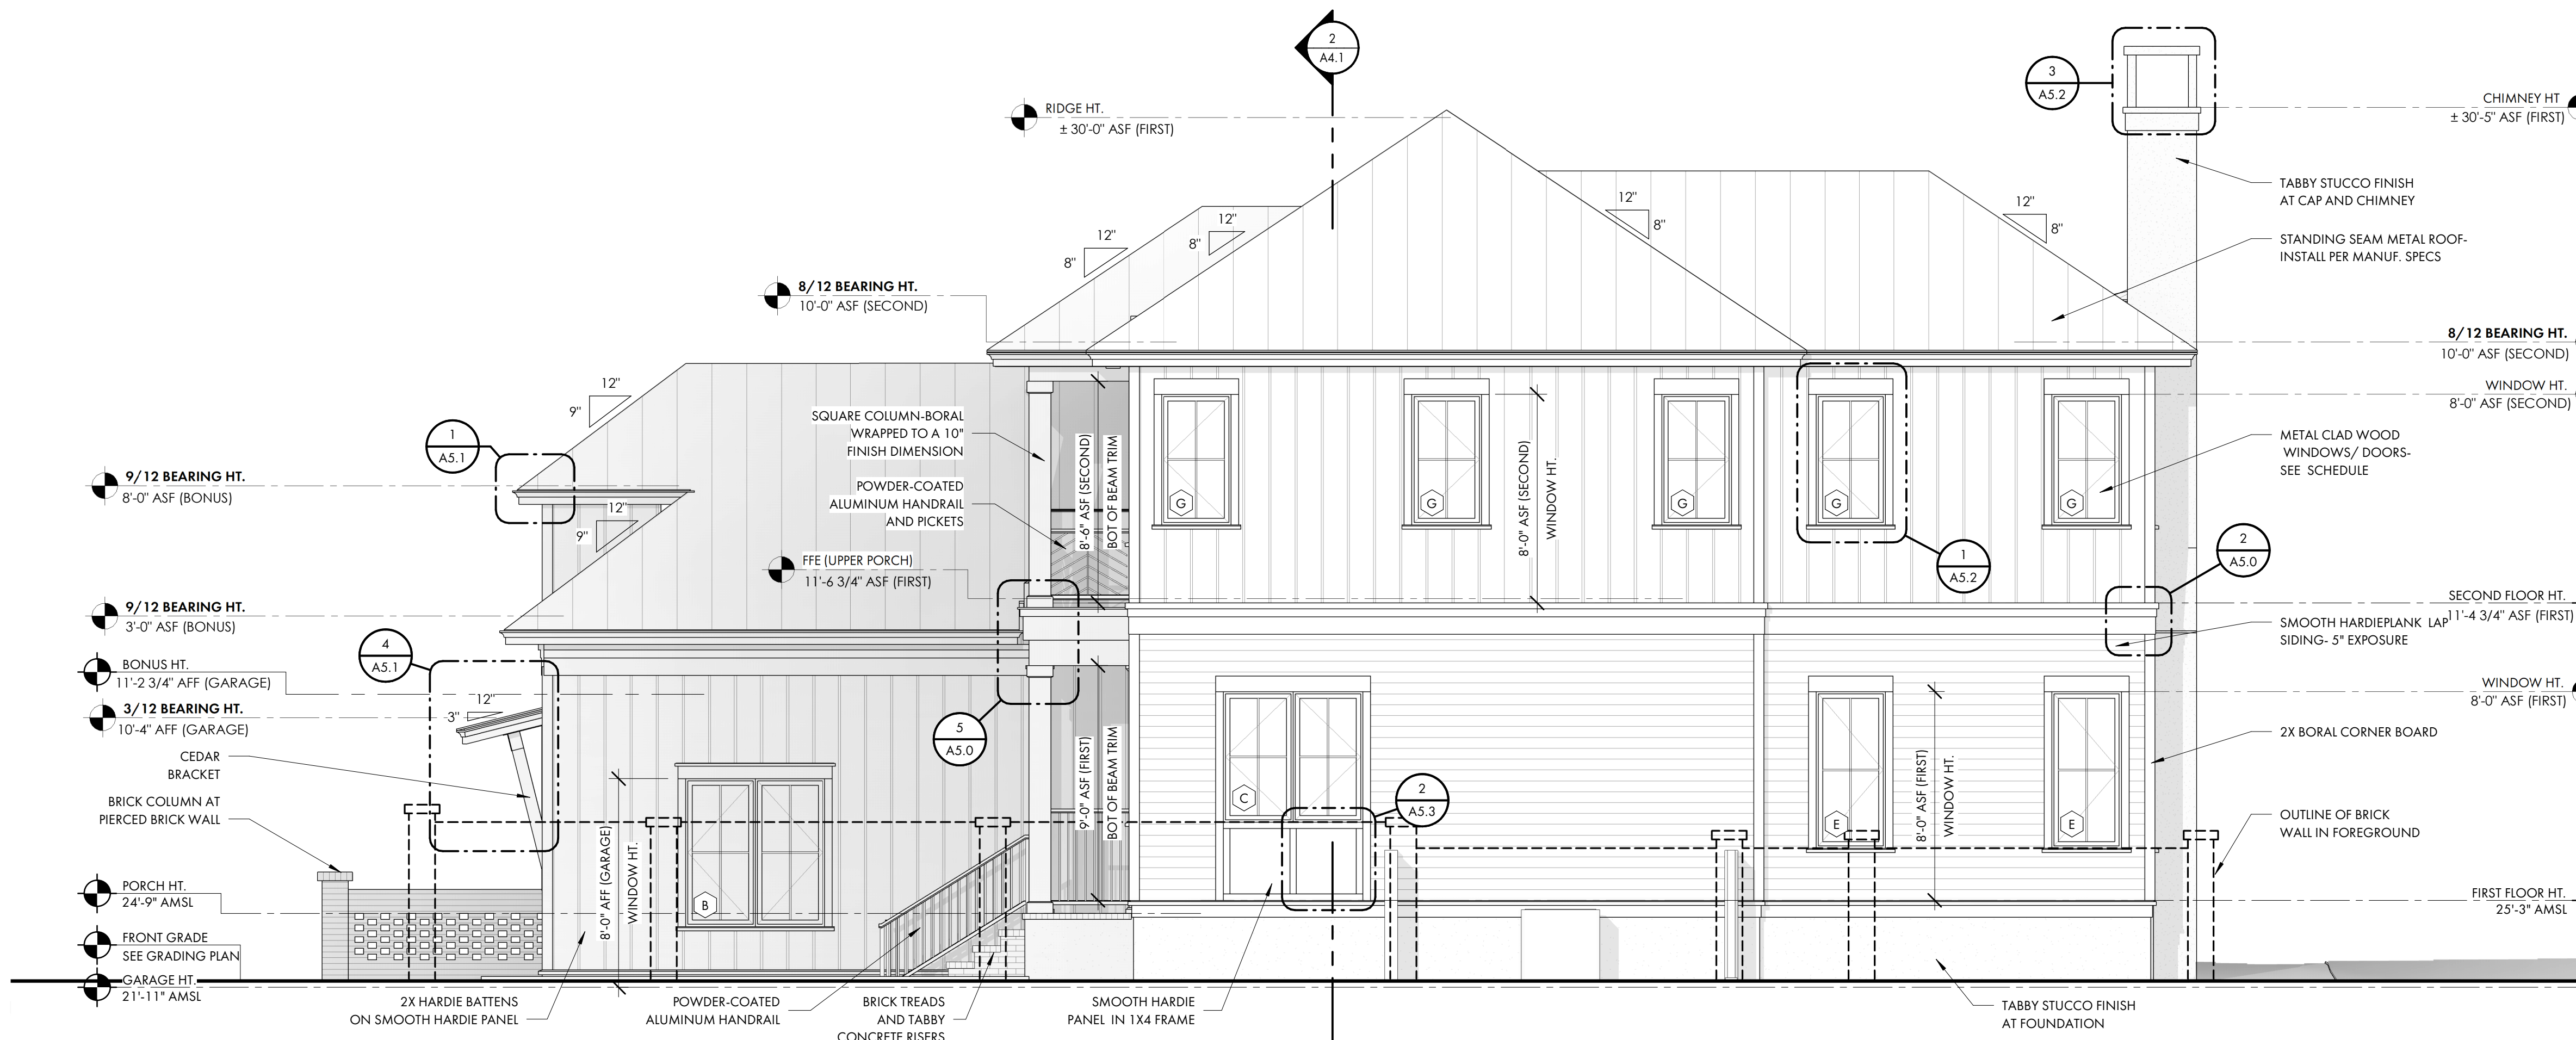 2
A4.1
3
A5.2
RIDGE HT.
± 30'-0" ASF (FIRST)
CHIMNEY HT
± 30'-5" ASF (FIRST)
TABBY STUCCO FINISH
AT CAP AND CHIMNEY
12"
8"
12"
8"
12"
8"
12"
8"
STANDING SEAM METAL ROOF-
INSTALL PER MANUF. SPECS
8/12 BEARING HT.
10'-0" ASF (SECOND)
8/12 BEARING HT.
10'-0" ASF (SECOND)
WINDOW HT.
8'-0" ASF (SECOND)
12"
9"
1
A5.1
SQUARE COLUMN-BORAL
WRAPPED TO A 10"
FINISH DIMENSION
METAL CLAD WOOD
WINDOWS/ DOORS-
SEE SCHEDULE
9/12 BEARING HT.
8'-0" ASF (BONUS)
12"
9"
POWDER-COATED
ALUMINUM HANDRAIL
AND PICKETS
8'-6" ASF (SECOND)
BOT OF BEAM TRIM
8'-0" ASF (SECOND)
WINDOW HT.
G
G
G
G
G
1
A5.2
2
A5.0
FFE (UPPER PORCH)
11'-6 3/4" ASF (FIRST)
9/12 BEARING HT.
3'-0" ASF (BONUS)
SECOND FLOOR HT.
11'-4 3/4" ASF (FIRST)
SMOOTH HARDIEPLANK LAP
SIDING- 5" EXPOSURE
4
A5.1
BONUS HT.
11'-2 3/4" AFF (GARAGE)
12"
3"
3/12 BEARING HT.
10'-4" AFF (GARAGE)
WINDOW HT.
8'-0" ASF (FIRST)
5
A5.0
2X BORAL CORNER BOARD
CEDAR
BRACKET
9'-0" ASF (FIRST)
BOT OF BEAM TRIM
8'-0" ASF (FIRST)
WINDOW HT.
C
2
A5.3
E
E
BRICK COLUMN AT
PIERCED BRICK WALL
OUTLINE OF BRICK
WALL IN FOREGROUND
8'-0" AFF (GARAGE)
WINDOW HT.
B
PORCH HT.
24'-9" AMSL
FIRST FLOOR HT.
25'-3" AMSL
FRONT GRADE
SEE GRADING PLAN
GARAGE HT.
21'-11" AMSL
2X HARDIE BATTENS
ON SMOOTH HARDIE PANEL
POWDER-COATED
ALUMINUM HANDRAIL
BRICK TREADS
AND TABBY
CONCRETE RISERS
SMOOTH HARDIE
PANEL IN 1X4 FRAME
TABBY STUCCO FINISH
AT FOUNDATION